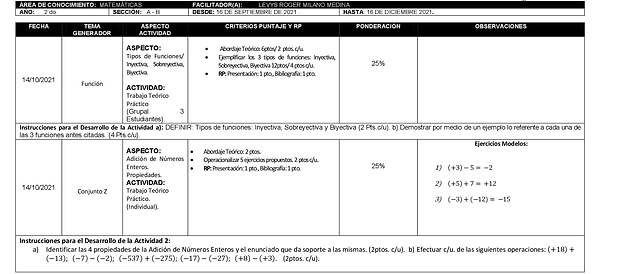 ÁREA DE CONOCIMIENTO: MATEMÁTICAS FACILITADOR(A): LEVYS ROGER MILANO MEDINA
AÑO: 2 do SECCIÓN: A - B DESDE: 16 DE SEPTIEMBRE DE 2021 HASTA: 16 DE DICIEMBRE 2021.
FECHA TEMA GENERADOR ASPECTO ACTIVIDAD CRITERIOS PUNTAJE Y RP PONDERACIÓN OBSERVACIONES
14/10/2021
Función
ASPECTO:
Tipos de Funciones/
Inyectiva, Sobreyectiva,
Biyectiva.
ACTIVIDAD:
Trabajo Teórico
Práctico
(Grupal 3
Estudiantes)
• Abordaje Teórico: 6ptos/ 2 ptos. c/u.
• Ejemplificar los 3 tipos de funciones: Inyectiva,
Sobreyectiva, Biyectiva 12ptos/ 4 ptos c/u.
• RP: Presentación: 1 pto., Bibliografía: 1 pto.
25%
Instrucciones para el Desarrollo de la Actividad a): DEFINIR: Tipos de funciones: Inyectiva, Sobreyectiva y Biyectiva (2 Pts. c/u). b) Demostrar por medio de un ejemplo lo referente a cada una de
las 3 funciones antes citadas. (4 Pts. c/u).
14/10/2021
Conjunto Z
ASPECTO:
Adición de Números
Enteros.
Propiedades.
ACTIVIDAD:
Trabajo Teórico
Práctico.
(Individual).
• Abordaje Teórico: 2 ptos.
• Operacionalizar 5 ejercicios propuestos. 2 ptos c/u.
• RP: Presentación: 1 pto., Bibliografía: 1 pto.
25%
Ejercicios Modelos:
1) (+3) − 5 = −2
2) (+5) + 7 = +12
3) (−3) + (−12) = −15
Instrucciones para el Desarrollo de la Actividad 2:
a) Identificar las 4 propiedades de la Adición de Números Enteros y el enunciado que da soporte a las mismas. (2ptos. c/u). b) Efectuar c/u. de las siguientes operaciones: (+18) +
(−13); (−7) − (−2); (−537) + (−275); (−17) − (−27); (+8) − (+3). (2ptos. c/u).